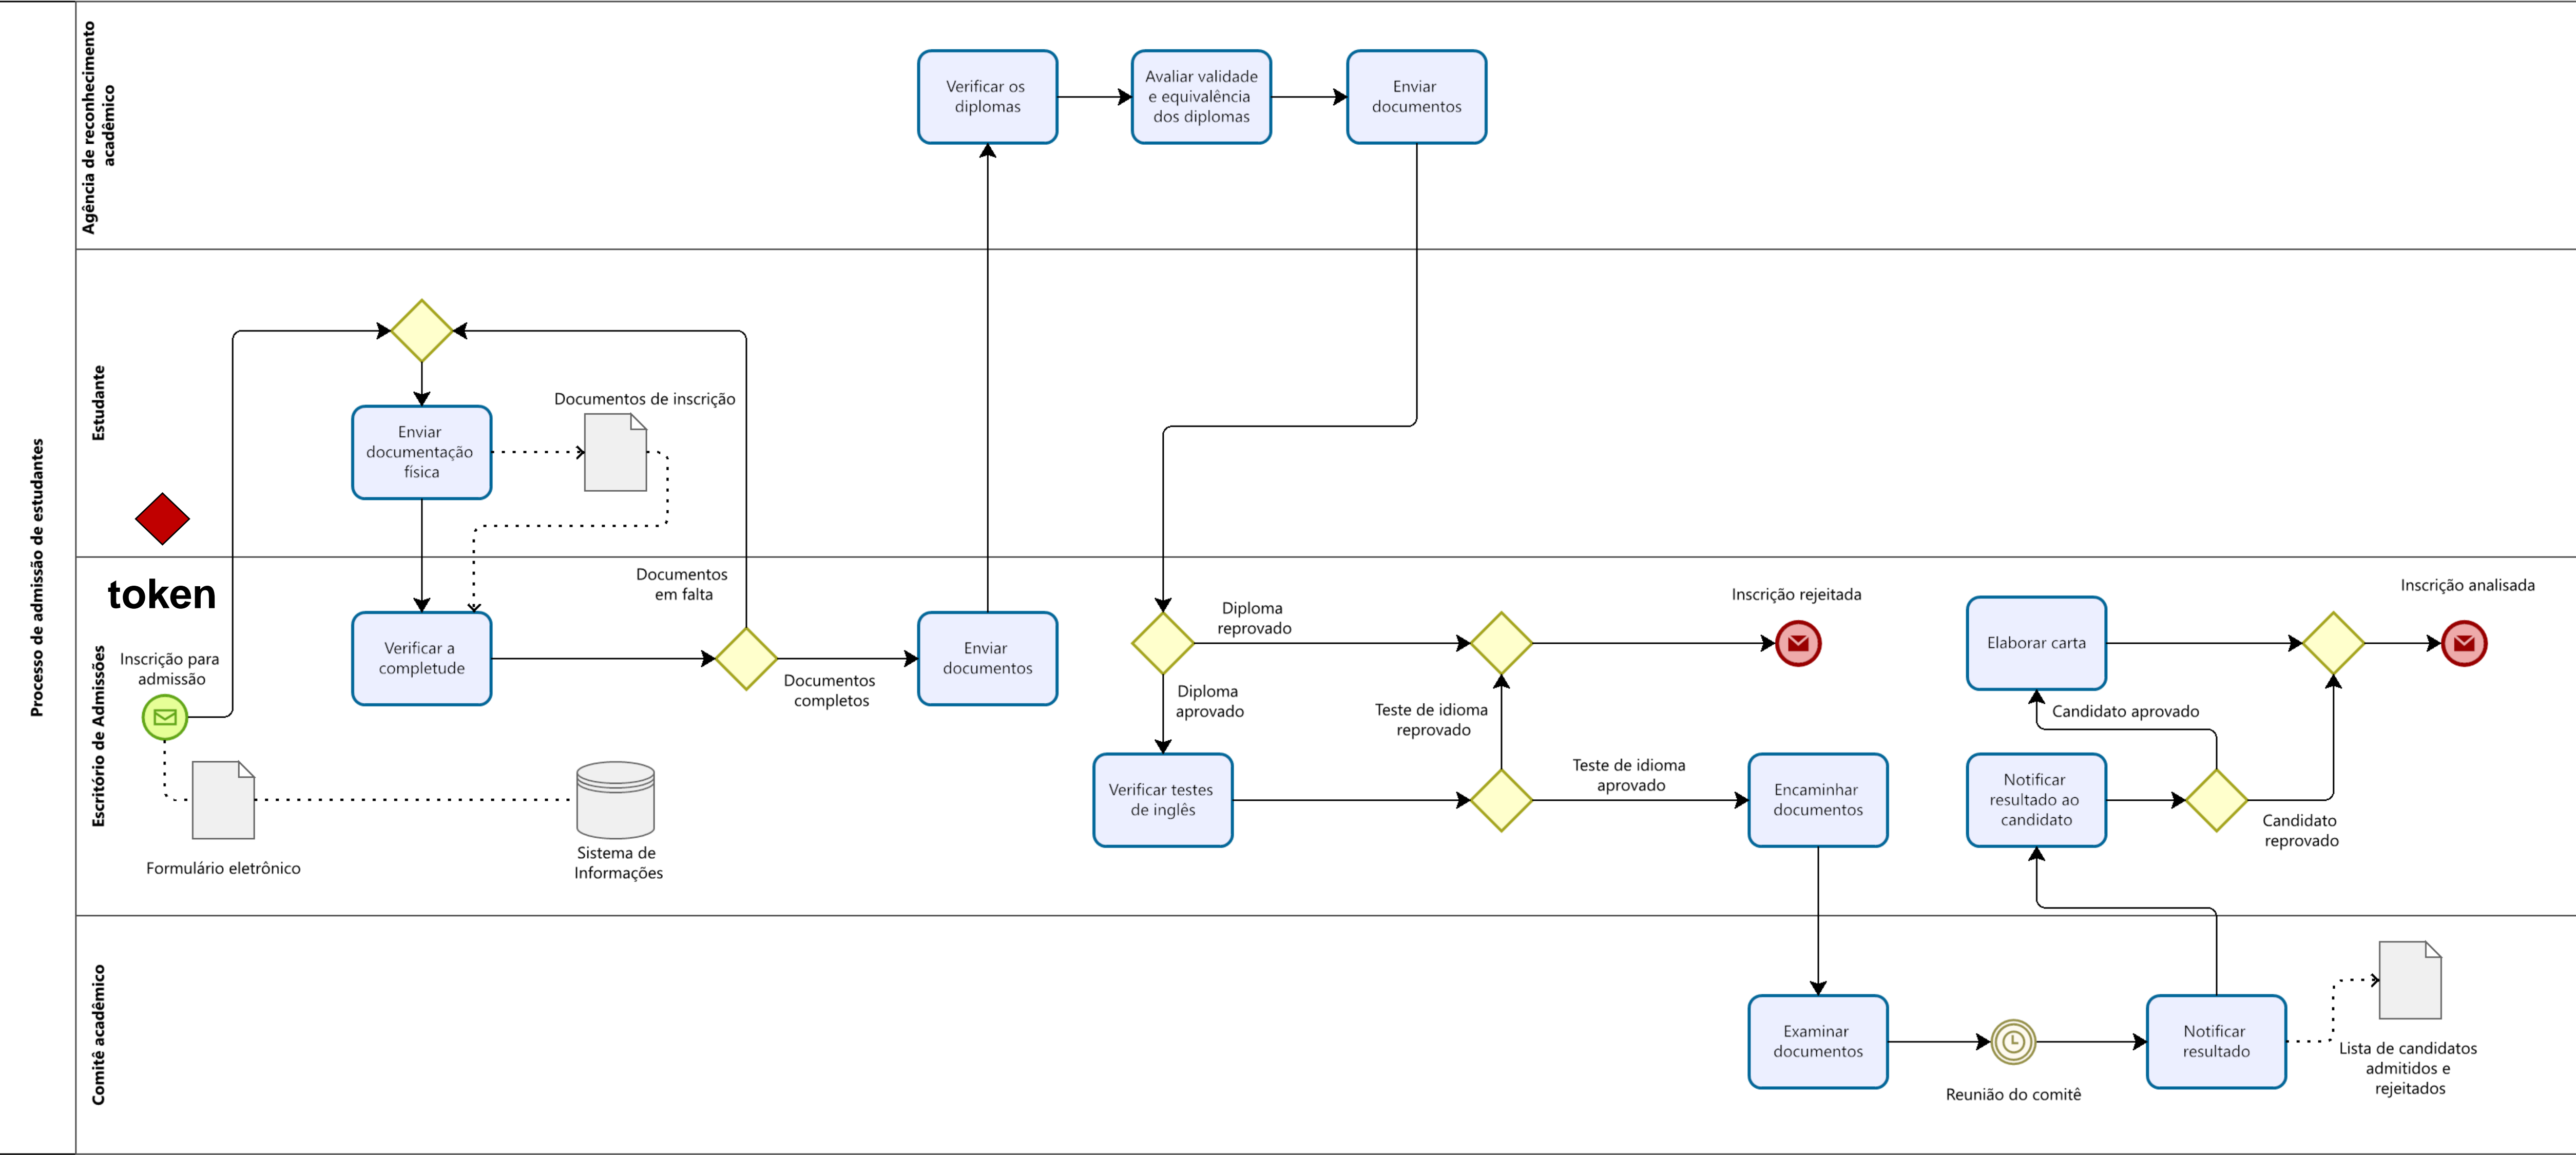 Processo de admissão de estudantes
Agência de reconhecimento
acadêmico
Verificar os
diplomas
Avaliar validade
e equivalência
dos diplomas
Enviar
documentos
Estudante
Enviar
documentação
física
Documentos de inscrição
Escritório de Admissões
token
Inscrição para
admissão
Formulário eletrônico
Sistema de
Informações
Verificar a
completude
Documentos
em falta
Documentos
completos
Enviar
documentos
Diploma
reprovado
Diploma
aprovado
Verificar testes
de inglês
Teste de idioma
reprovado
Teste de idioma
aprovado
Inscrição rejeitada
Encaminhar
documentos
Elaborar carta
Candidato aprovado
Notificar
resultado ao
candidato
Candidato
reprovado
Inscrição analisada
Comitê acadêmico
Examinar
documentos
Reunião do comitê
Notificar
resultado
Lista de candidatos
admitidos e
rejeitados